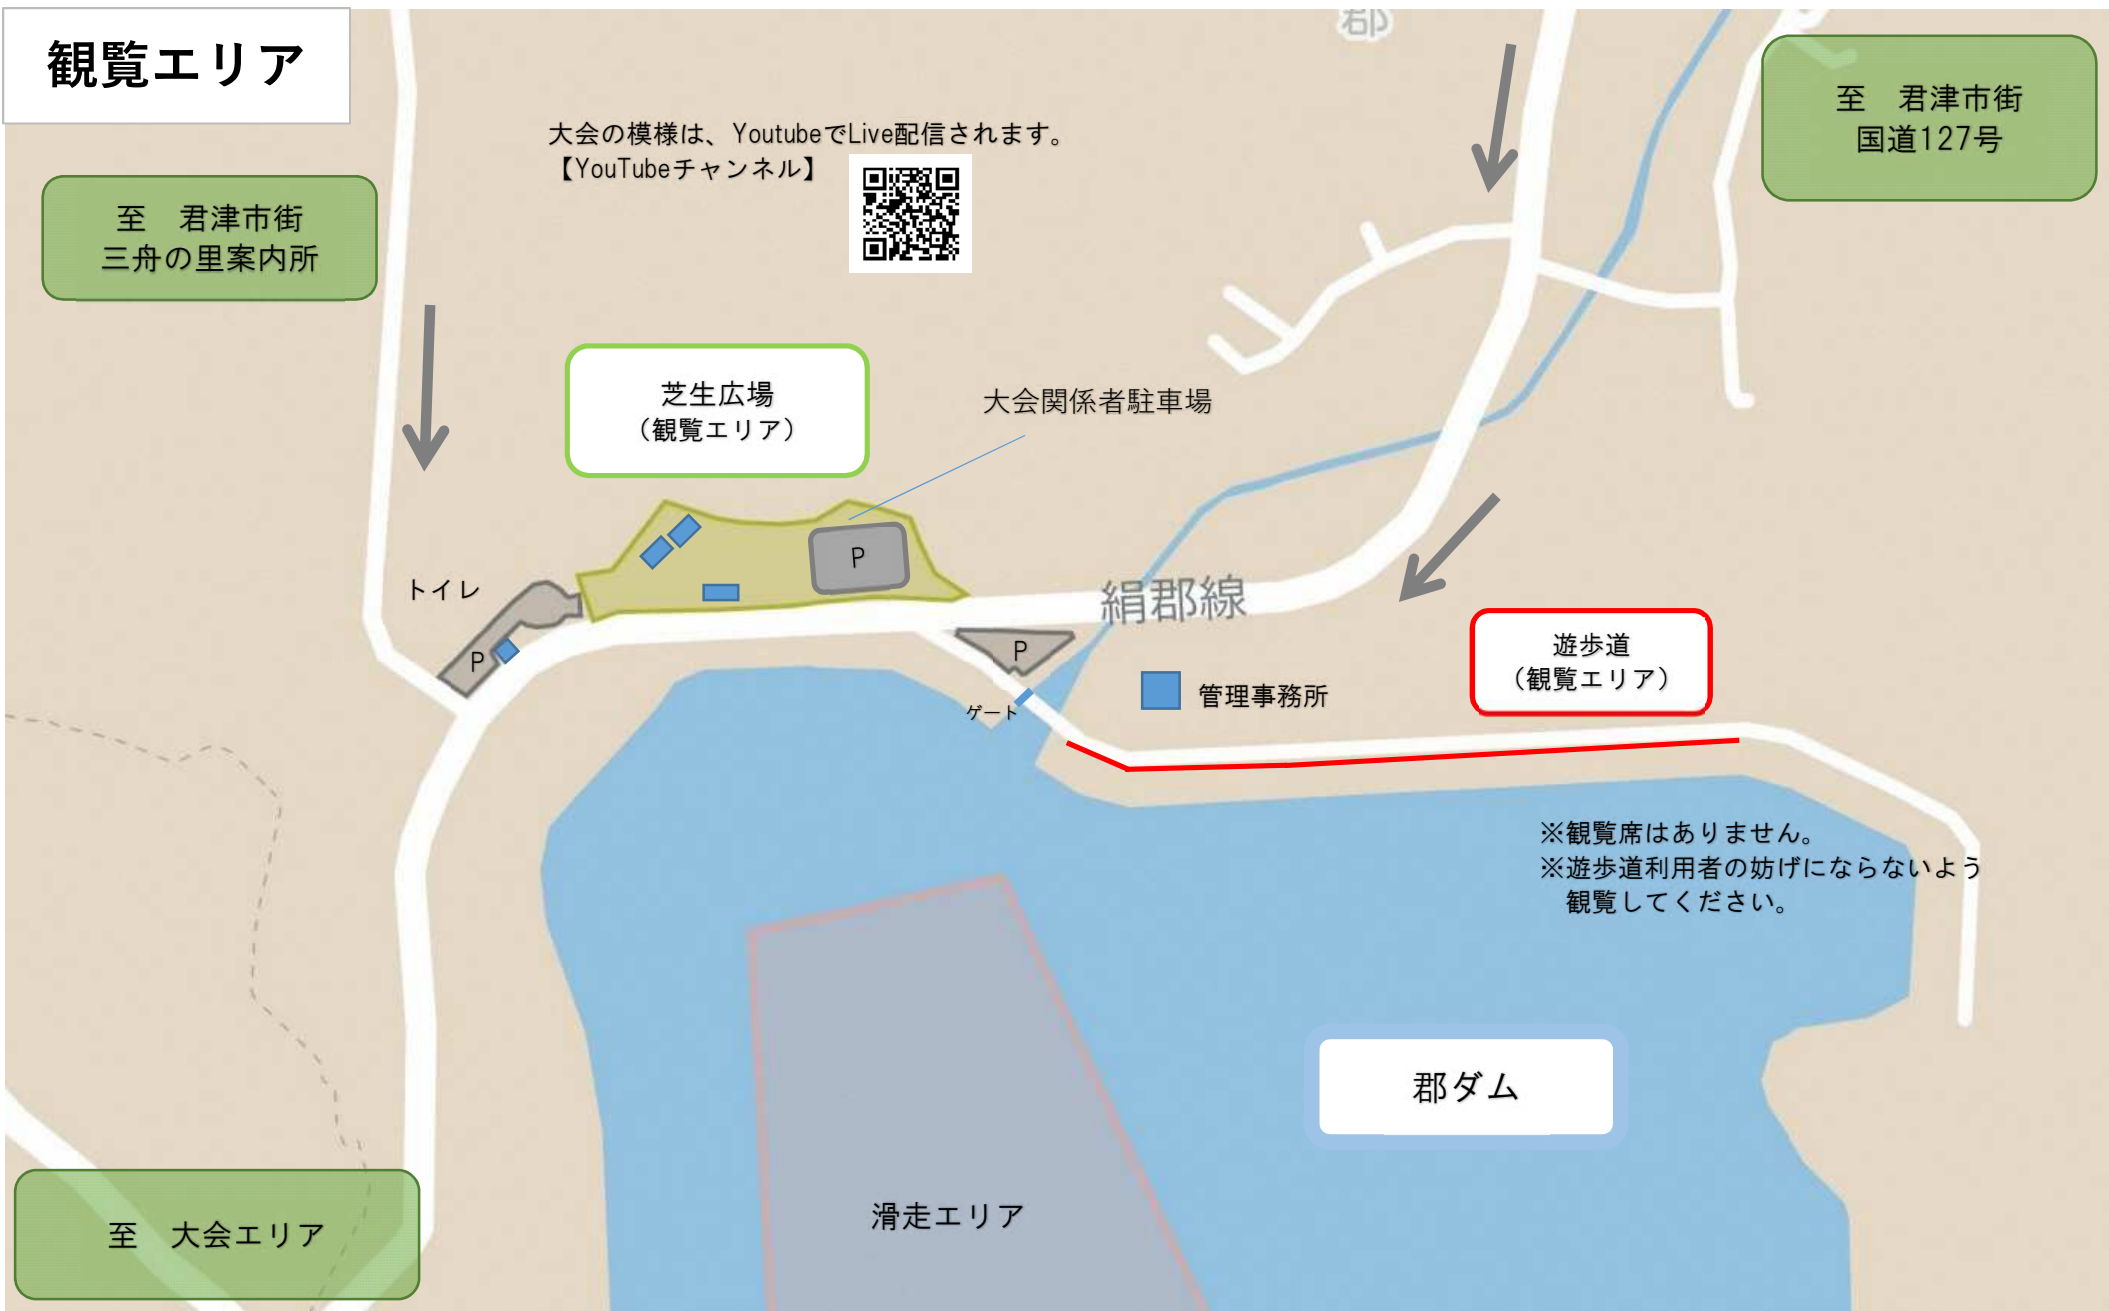 観覧エリア
郡
至　君津市街
国道127号
大会の模様は、YoutubeでLive配信されます。
【YouTubeチャンネル】
至　君津市街
三舟の里案内所
芝生広場
（観覧エリア）
大会関係者駐車場
P
トイレ
絹郡線
P
P
遊歩道
（観覧エリア）
管理事務所
ゲート
※観覧席はありません。
※遊歩道利用者の妨げにならないよう
観覧してください。
郡ダム
滑走エリア
至　大会エリア